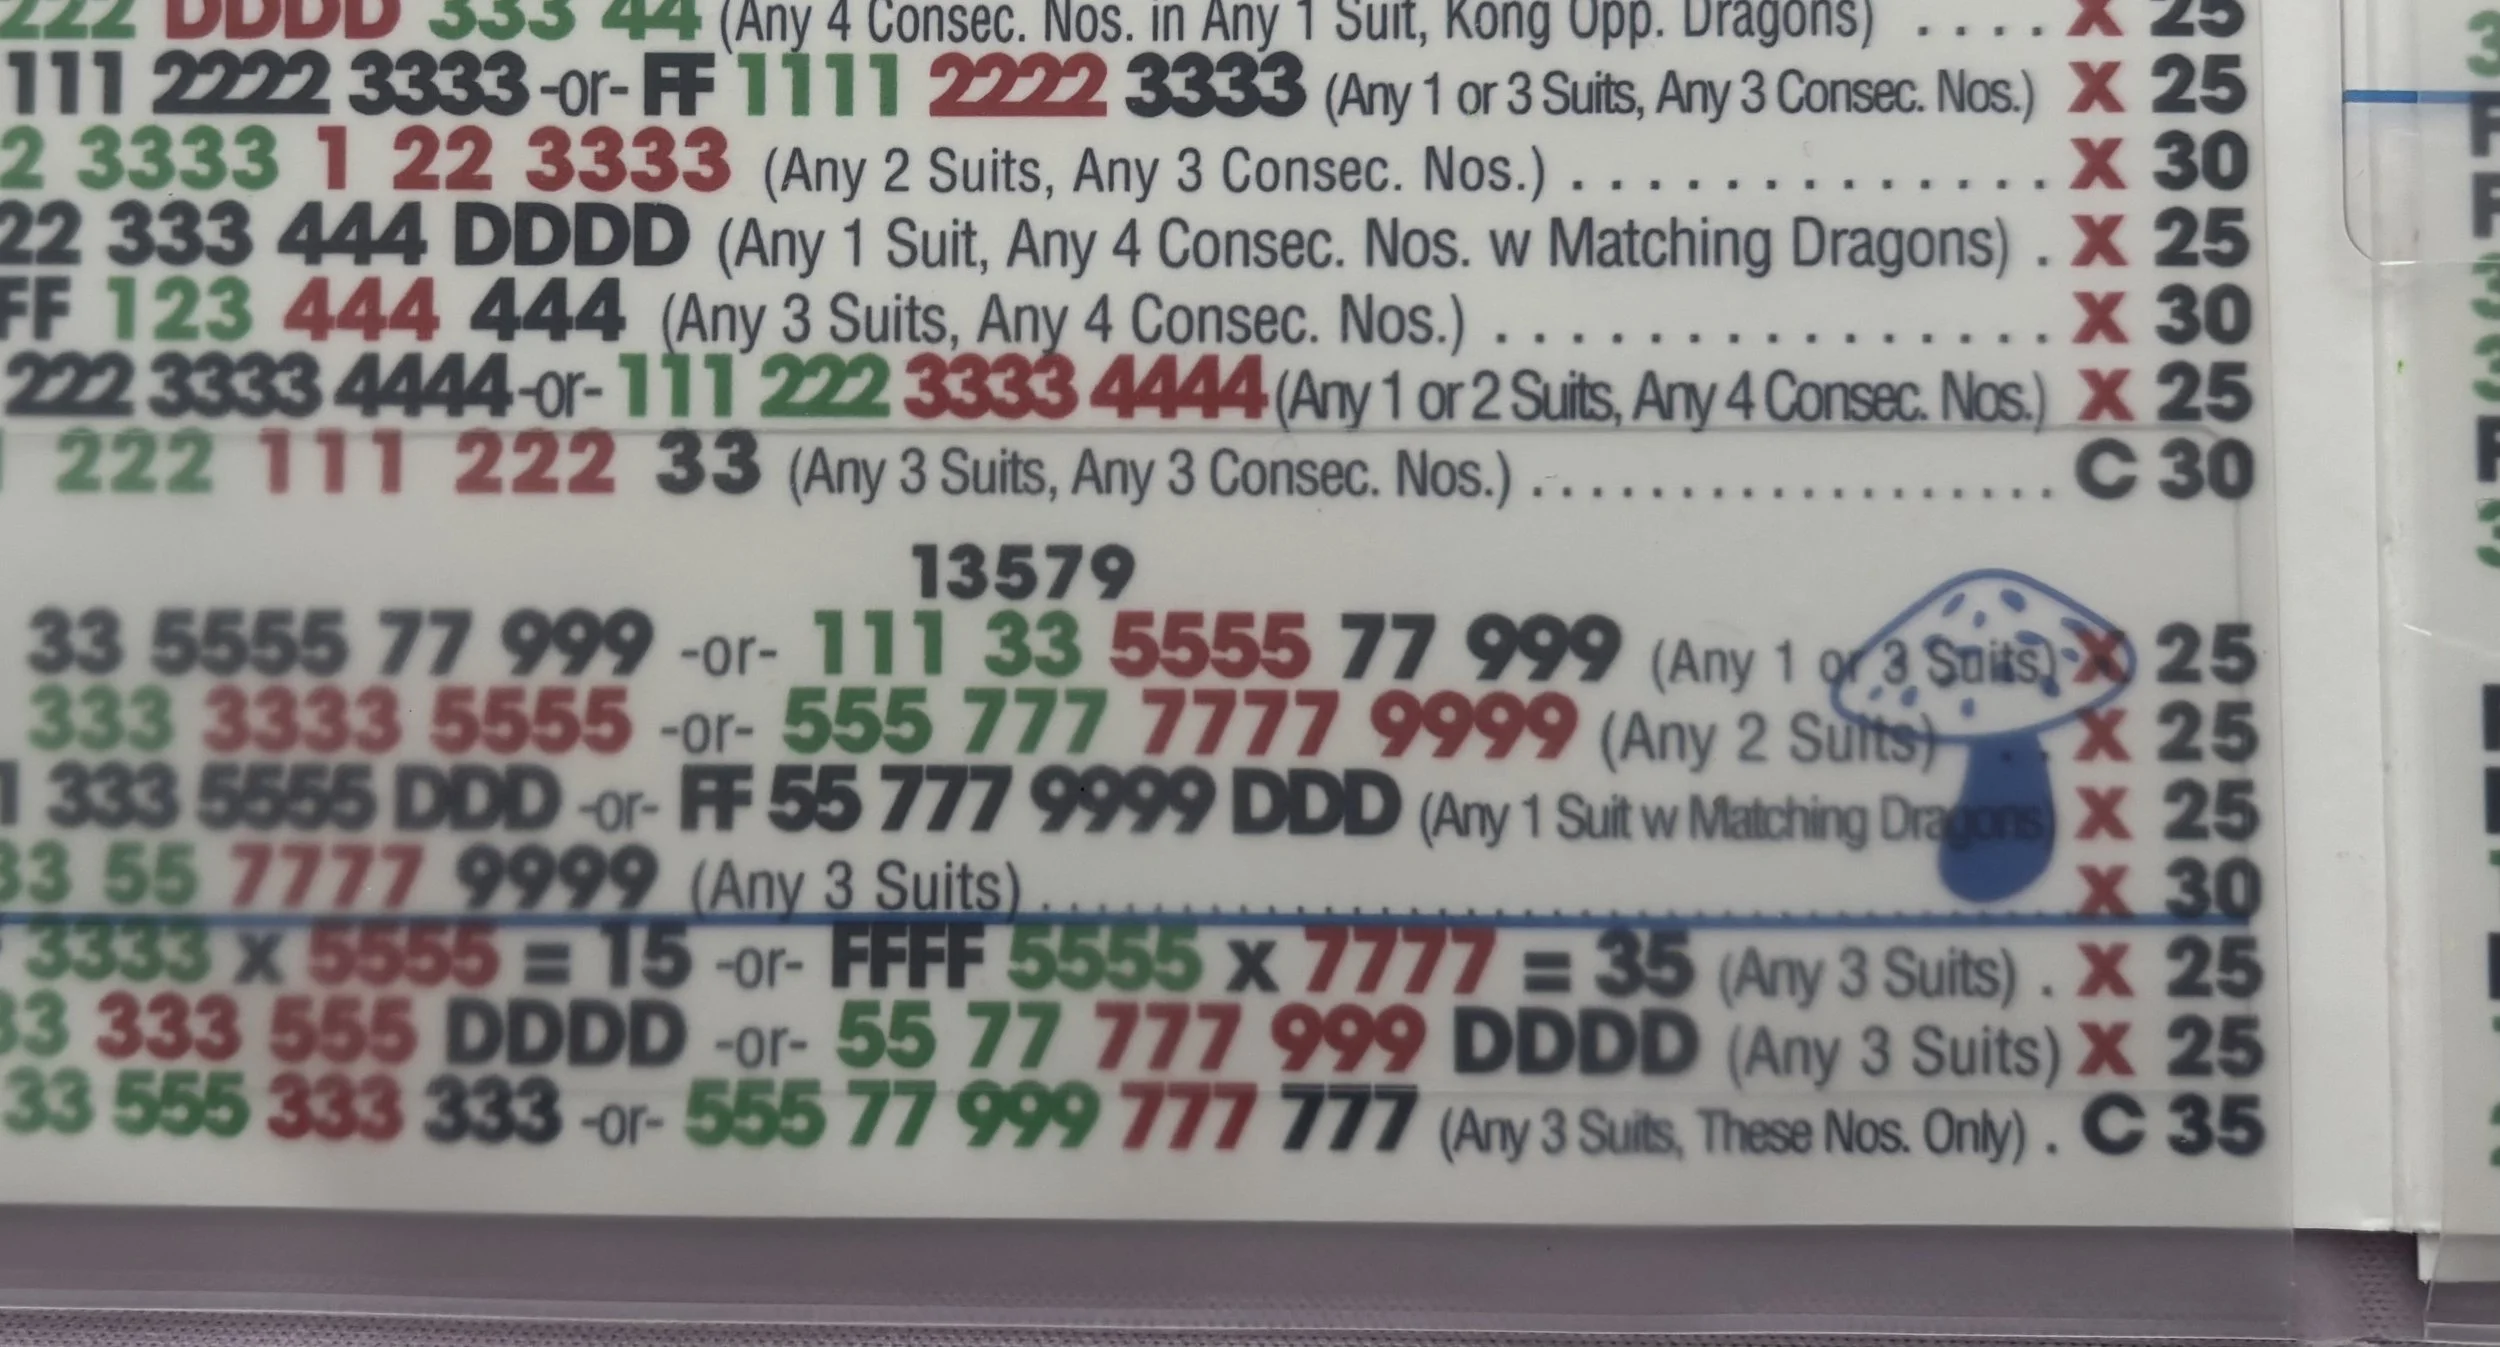 222 DDDD 333 44 (Any 4 Consec. Nos. in Any 1 Suit, Kong Opp. Dragons) .... X 25
111 2222 3333 -or- FF 1111 2222 3333 (Any 1 or 3 Suits, Any 3 Consec. Nos.) X 25
2 3333 1 22 3333 (Any 2 Suits, Any 3 Consec. Nos.) ............. X 30
22 333 444 DDDD (Any 1 Suit, Any 4 Consec. Nos. w Matching Dragons) . X 25
FF 123 444 444 (Any 3 Suits, Any 4 Consec. Nos.) ............... X 30
222 3333 4444 -or- 111 222 3333 4444 (Any 1 or 2 Suits, Any 4 Consec. Nos.) X 25
222 111 222 33 (Any 3 Suits, Any 3 Consec. Nos.) .................. C 30
13579
33 5555 77 999 -or- 111 33 5555 77 999 (Any 1 or 3 Suits) X 25
333 3333 5555 -or- 555 777 7777 9999 (Any 2 Suits) . X 25
1 333 5555 DDD -or- FF 55 777 9999 DDD (Any 1 Suit w Matching Dragons) X 25
33 55 7777 9999 (Any 3 Suits) ............................ X 30
3333 x 5555 = 15 -or- FFFF 5555 x 7777 = 35 (Any 3 Suits) . X 25
33 333 555 DDDD -or- 55 77 777 999 DDDD (Any 3 Suits) X 25
33 555 333 333 -or- 555 77 999 777 777 (Any 3 Suits, These Nos. Only) . C 35